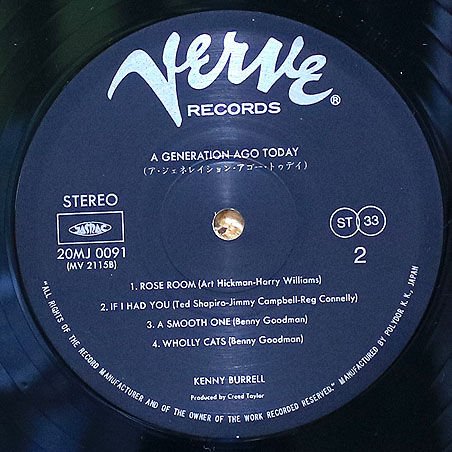 Verve
RECORDS ®
A GENERATION AGO TODAY
(ア・ジェネレイション・アゴー・トゥデイ)
STEREO
JASRAC
20MJ 0091
(MV 2115B)
ST 33
2
1. ROSE ROOM (Art Hickman-Harry Williams)
2. IF I HAD YOU (Ted Shapiro-Jimmy Campbell-Reg Connelly)
3. A SMOOTH ONE (Benny Goodman)
4. WHOLLY CATS (Benny Goodman)
KENNY BURRELL
Produced by Creed Taylor
"ALL RIGHTS OF THE RECORD MANUFACTURER AND OF THE OWNER OF THE WORK RECORDED RESERVED." MANUFACTURED BY POLYDOR K. K., JAPAN